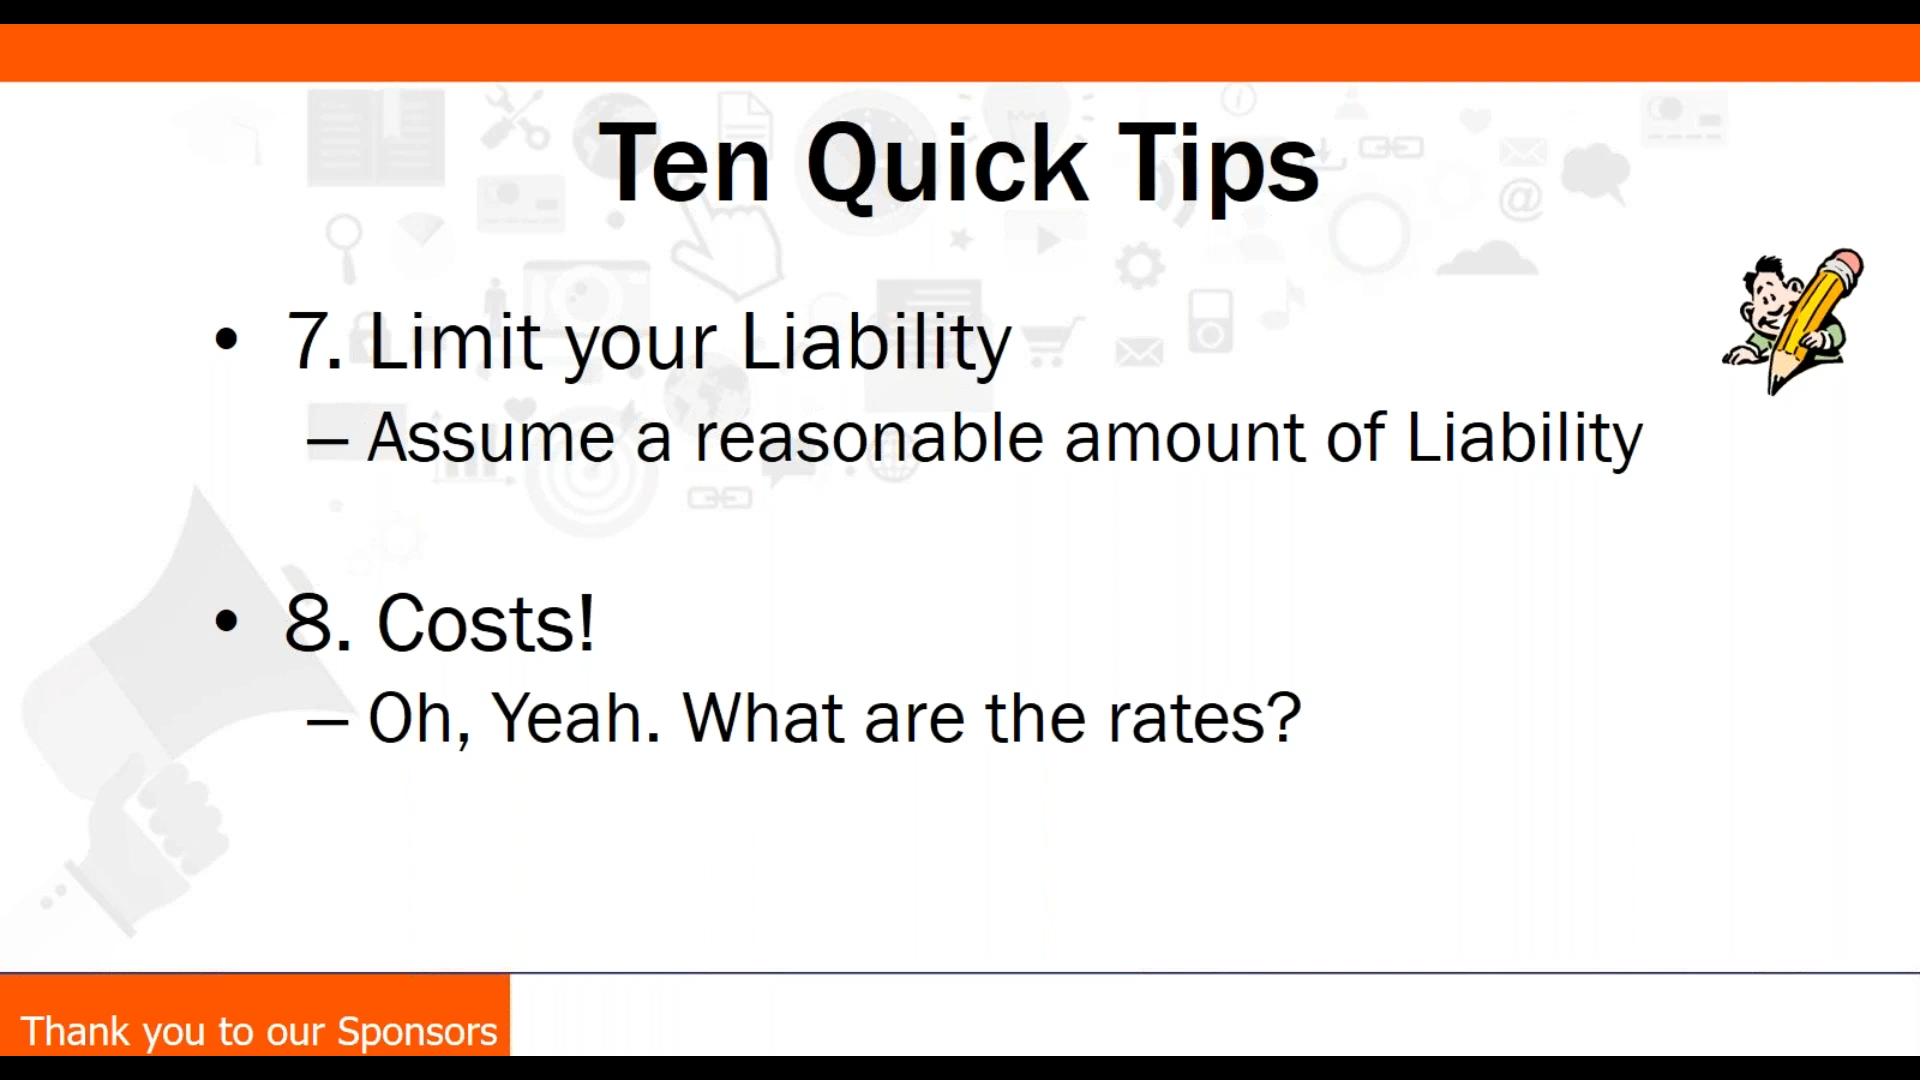 Ten Quick Tips
• 7. Limit your Liability
– Assume a reasonable amount of Liability
• 8. Costs!
– Oh, Yeah. What are the rates?
Thank you to our Sponsors